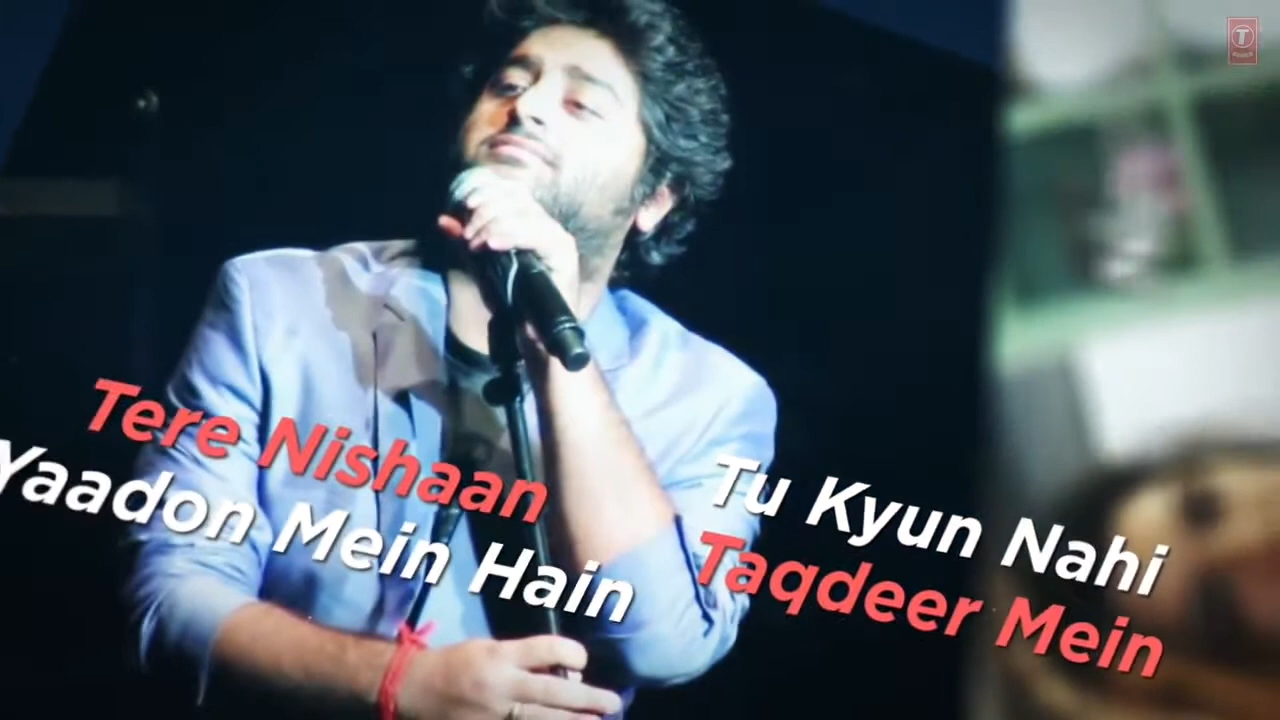 Tere Nishaan
Yaadon Mein Hain
Tu Kyun Nahi
Taqdeer Mein
T